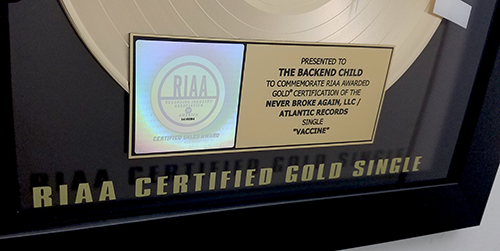 RIAA
CERTIFIED SALES AWARD
PRESENTED TO
THE BACKEND CHILD
TO COMMEMORATE RIAA AWARDED
GOLD® CERTIFICATION OF THE
NEVER BROKE AGAIN, LLC /
ATLANTIC RECORDS
SINGLE
"VACCINE"
RIAA CERTIFIED GOLD SINGLE